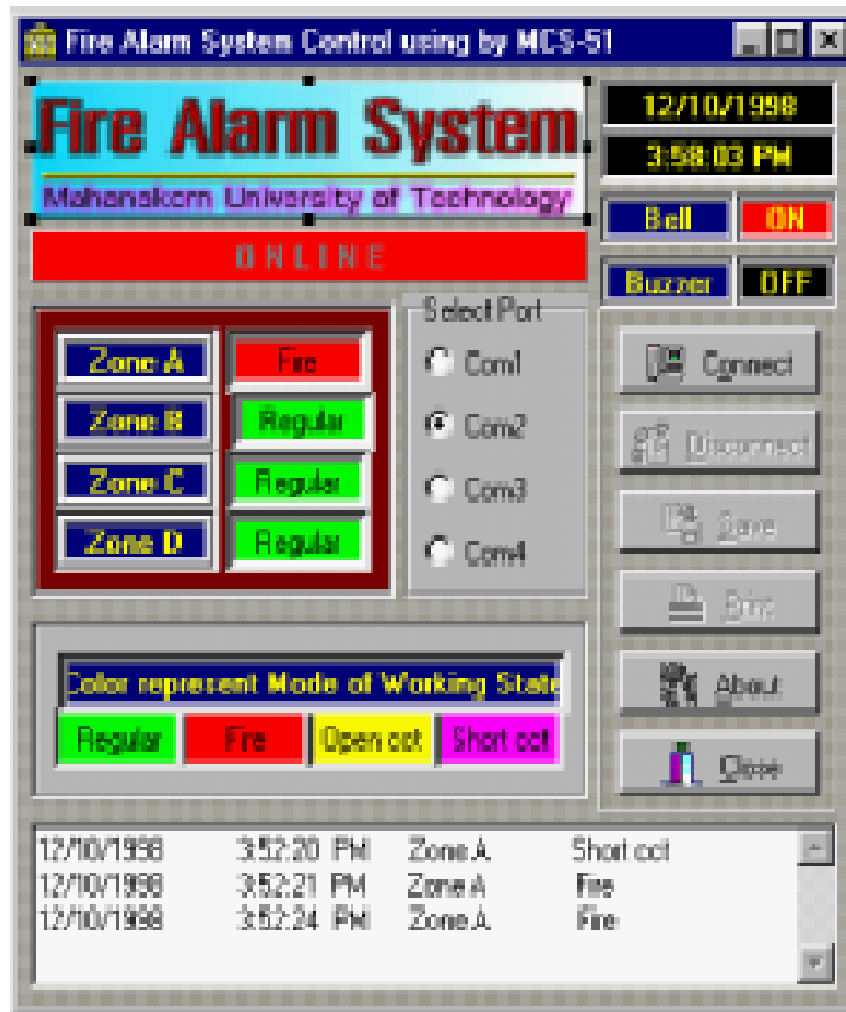 Fire Alarm System Control using by MCS-51
Fire Alarm System
Mahanakorn University of Technology
12/10/1998
3:58:03 PM
Bell ON
Buzzer OFF
ONLINE
Zone A Fire
Zone B Regular
Zone C Regular
Zone D Regular
Select Port
Com1
Com2
Com3
Com4
Connect
Disconnect
Save
Print
About
Close
Color represent Mode of Working State
Regular Fire Open cct Short cct
12/10/1998 3:52:20 PM Zone A Short cct
12/10/1998 3:52:21 PM Zone A Fire
12/10/1998 3:52:24 PM Zone A Fire